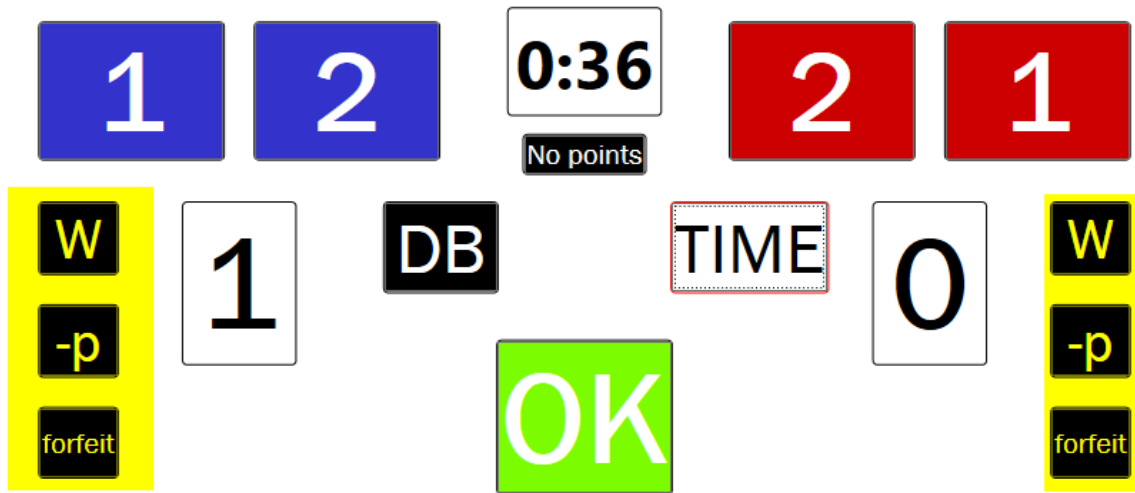 1 2 0:36 2 1
No points
W 1 DB TIME 0 W
-p -p
OK
forfeit forfeit